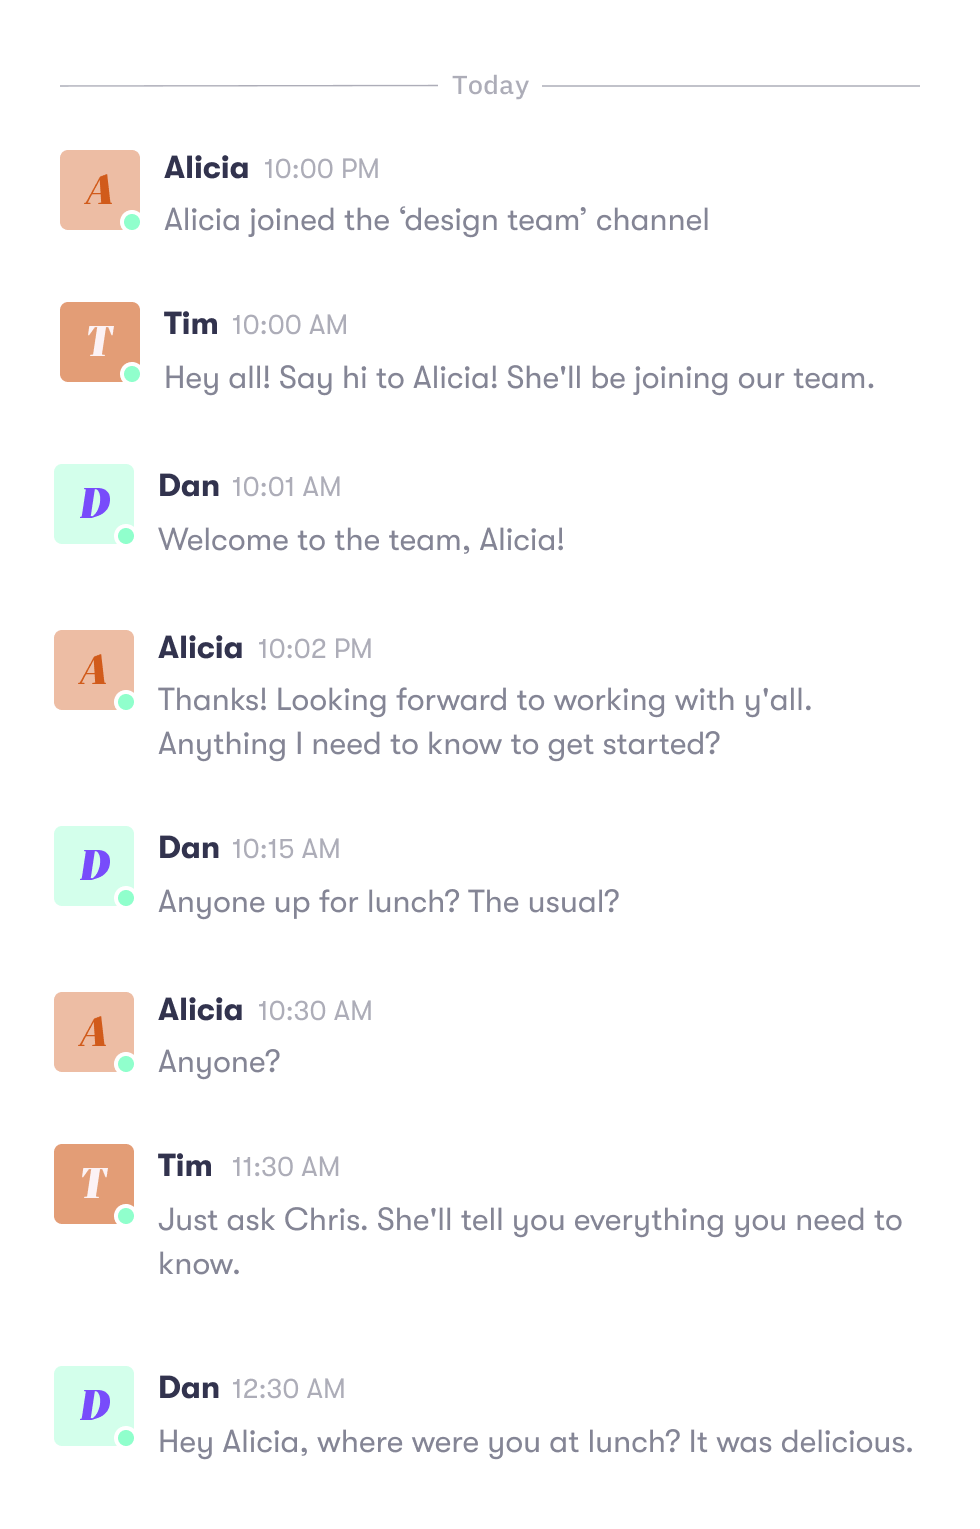 Today
A
Alicia 10:00 PM
Alicia joined the ‘design team’ channel
T
Tim 10:00 AM
Hey all! Say hi to Alicia! She'll be joining our team.
D
Dan 10:01 AM
Welcome to the team, Alicia!
A
Alicia 10:02 PM
Thanks! Looking forward to working with y'all.
Anything I need to know to get started?
D
Dan 10:15 AM
Anyone up for lunch? The usual?
A
Alicia 10:30 AM
Anyone?
T
Tim 11:30 AM
Just ask Chris. She'll tell you everything you need to
know.
D
Dan 12:30 AM
Hey Alicia, where were you at lunch? It was delicious.